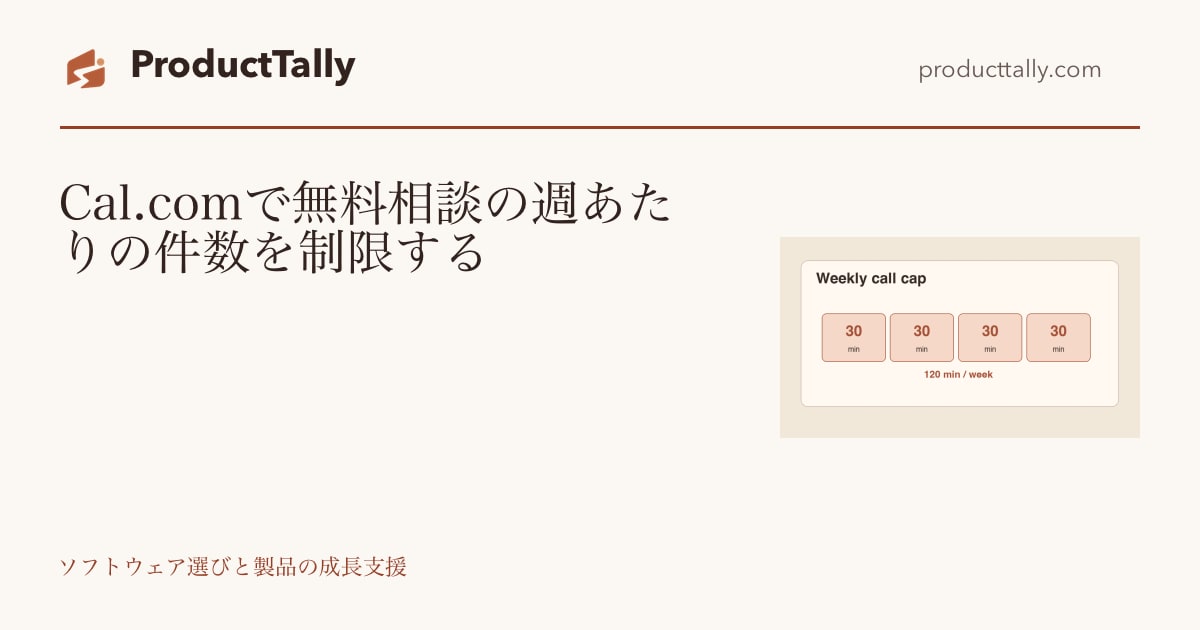 ProductTally
producttally.com
Cal.comで無料相談の週あた
りの件数を制限する
Weekly call cap
30 30 30 30
min min min min
120 min / week
ソフトウェア選びと製品の成長支援